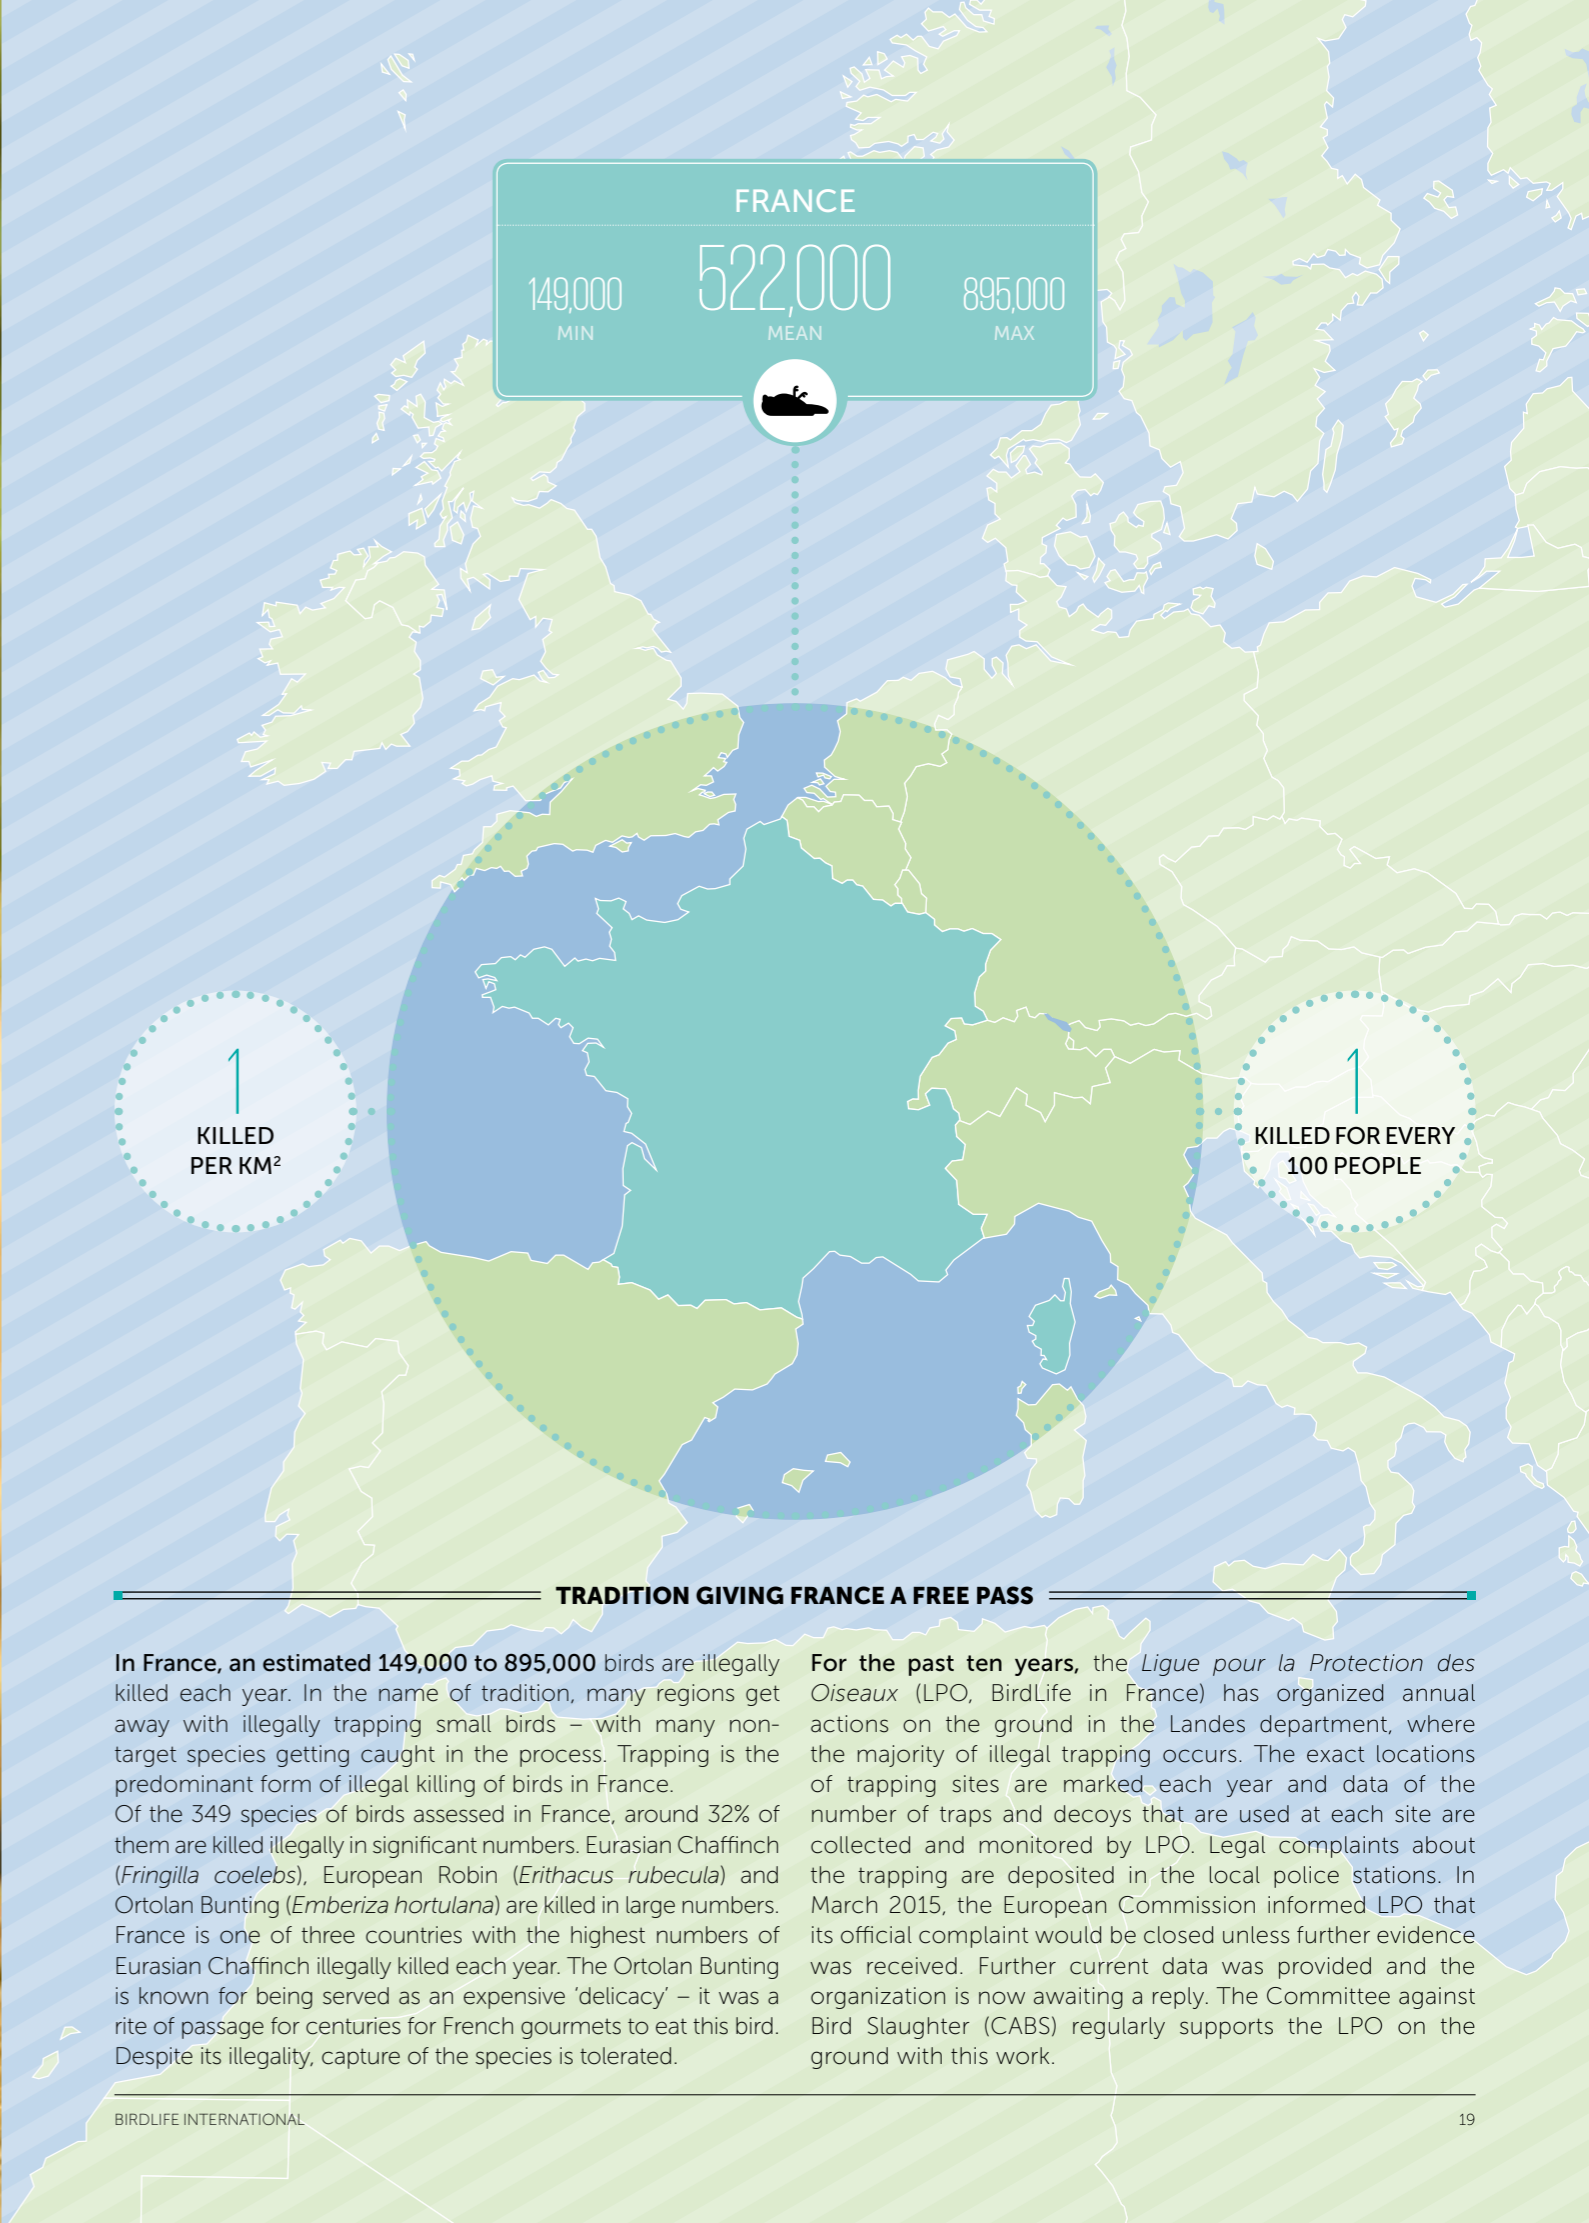 FRANCE
149,000
MIN
522,000
MEAN
895,000
MAX
1
KILLED
PER KM²
1
KILLED FOR EVERY
100 PEOPLE
TRADITION GIVING FRANCE A FREE PASS
In France, an estimated 149,000 to 895,000 birds are illegally
killed each year. In the name of tradition, many regions get
away with illegally trapping small birds – with many non-
target species getting caught in the process. Trapping is the
predominant form of illegal killing of birds in France.
Of the 349 species of birds assessed in France, around 32% of
them are killed illegally in significant numbers. Eurasian Chaffinch
(Fringilla coelebs), European Robin (Erithacus rubecula) and
Ortolan Bunting (Emberiza hortulana) are killed in large numbers.
France is one of three countries with the highest numbers of
Eurasian Chaffinch illegally killed each year. The Ortolan Bunting
is known for being served as an expensive ‘delicacy’ – it was a
rite of passage for centuries for French gourmets to eat this bird.
Despite its illegality, capture of the species is tolerated.
For the past ten years, the Ligue pour la Protection des
Oiseaux (LPO, BirdLife in France) has organized annual
actions on the ground in the Landes department, where
the majority of illegal trapping occurs. The exact locations
of trapping sites are marked each year and data of the
number of traps and decoys that are used at each site are
collected and monitored by LPO. Legal complaints about
the trapping are deposited in the local police stations. In
March 2015, the European Commission informed LPO that
its official complaint would be closed unless further evidence
was received. Further current data was provided and the
organization is now awaiting a reply. The Committee against
Bird Slaughter (CABS) regularly supports the LPO on the
ground with this work.
BIRDLIFE INTERNATIONAL
19